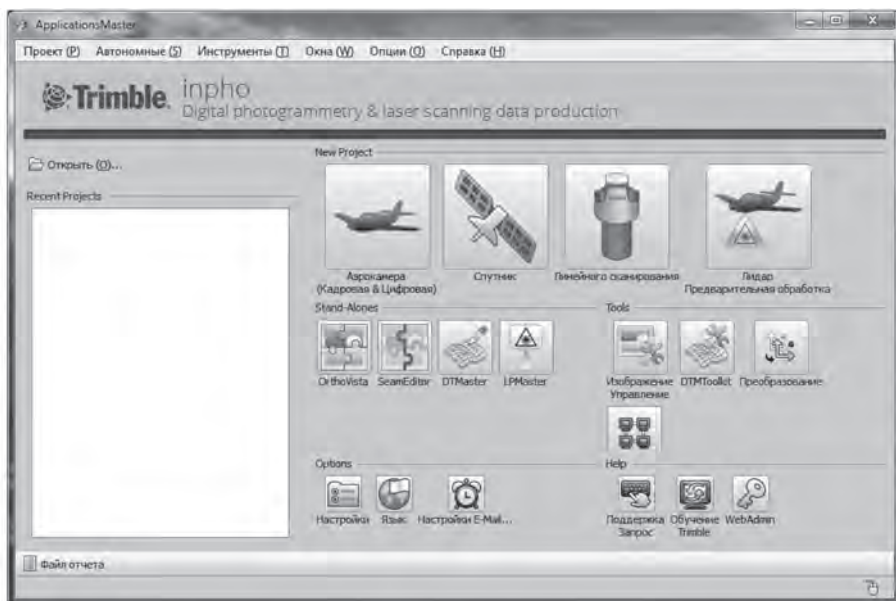 ApplicationsMaster
Проект (P) Автономные (S) Инструменты (T) Окна (W) Опции (O) Справка (H)
Trimble. inpho
Digital photogrammetry & laser scanning data production
Открыть (O)...
Recent Projects
New Project
Аэрокамера
(Кадровая & Цифровая)
Спутник
Линейного сканирования
Лидар
Предварительная обработка
Stand-Alones
OrthoVista SeamEditor DTMaster LPMaster
Tools
Изображение
Управление
DTMToolkit Преобразование
Options
Настройки Язык Настройки E-Mail...
Help
Поддержка
Запрос
Обучение
Trimble
WebAdmin
Файл отчета